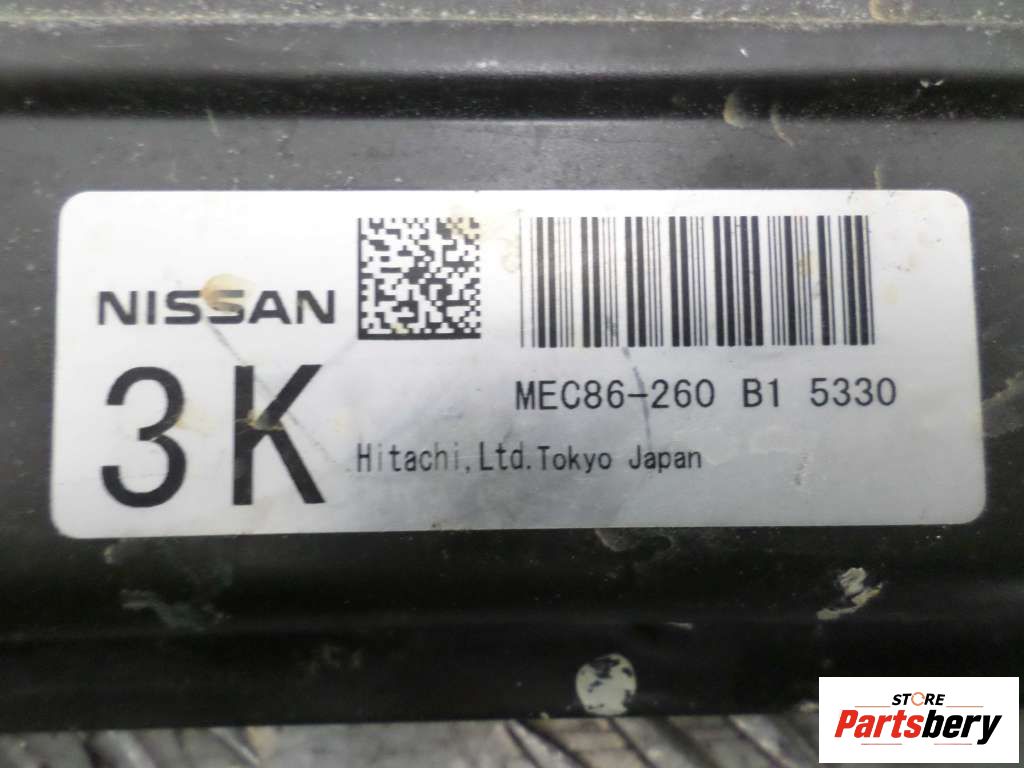 NISSAN
3K
MEC86-260 B1 5330
Hitachi,Ltd.Tokyo Japan
STORE
Partsbery